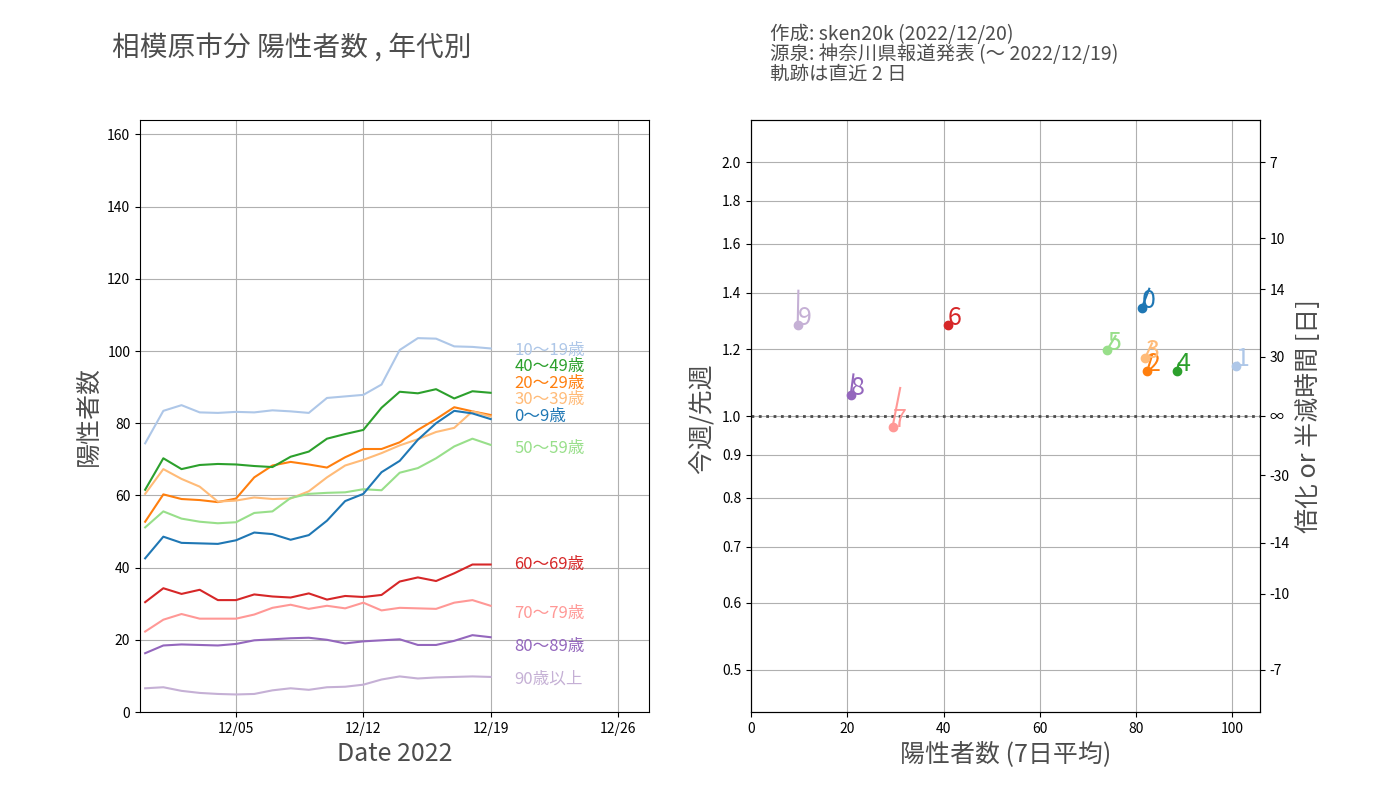 相模原市分 陽性者数 , 年代別
作成: sken20k (2022/12/20)
源泉: 神奈川県報道発表 (～ 2022/12/19)
軌跡は直近 2 日
陽性者数
160
140
120
100
80
60
40
20
0
12/05
12/12
12/19
12/26
Date 2022
10～19歳
40～49歳
20～29歳
30～39歳
0～9歳
50～59歳
60～69歳
70～79歳
80～89歳
90歳以上
今週/先週
2.0
1.8
1.6
1.4
1.2
1.0
0.9
0.8
0.7
0.6
0.5
9
8
7
6
5
0
3
2
4
1
0
20
40
60
80
100
陽性者数 (7日平均)
7
10
14
30
∞
-30
-14
-10
-7
倍化 or 半減時間 [日]